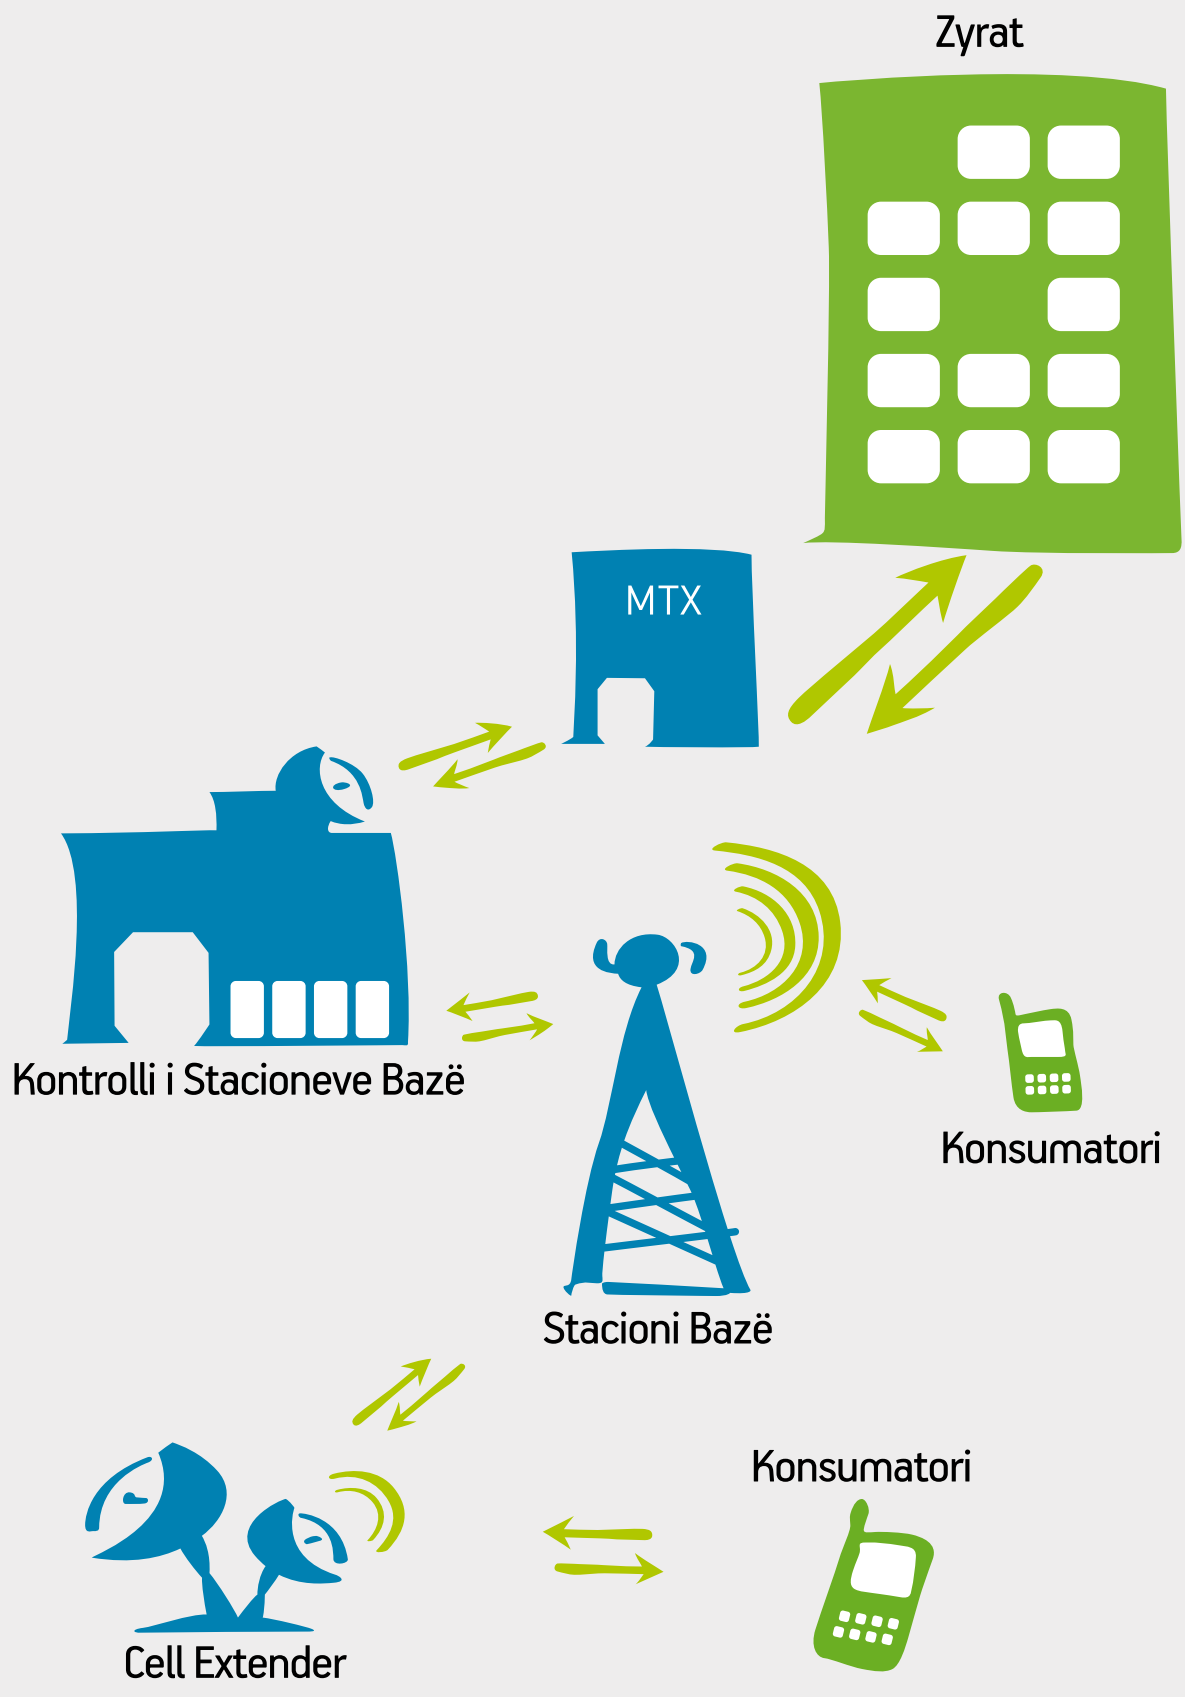 Zyrat
MTX
Kontrolli i Stacioneve Bazë
Konsumatori
Stacioni Bazë
Konsumatori
Cell Extender